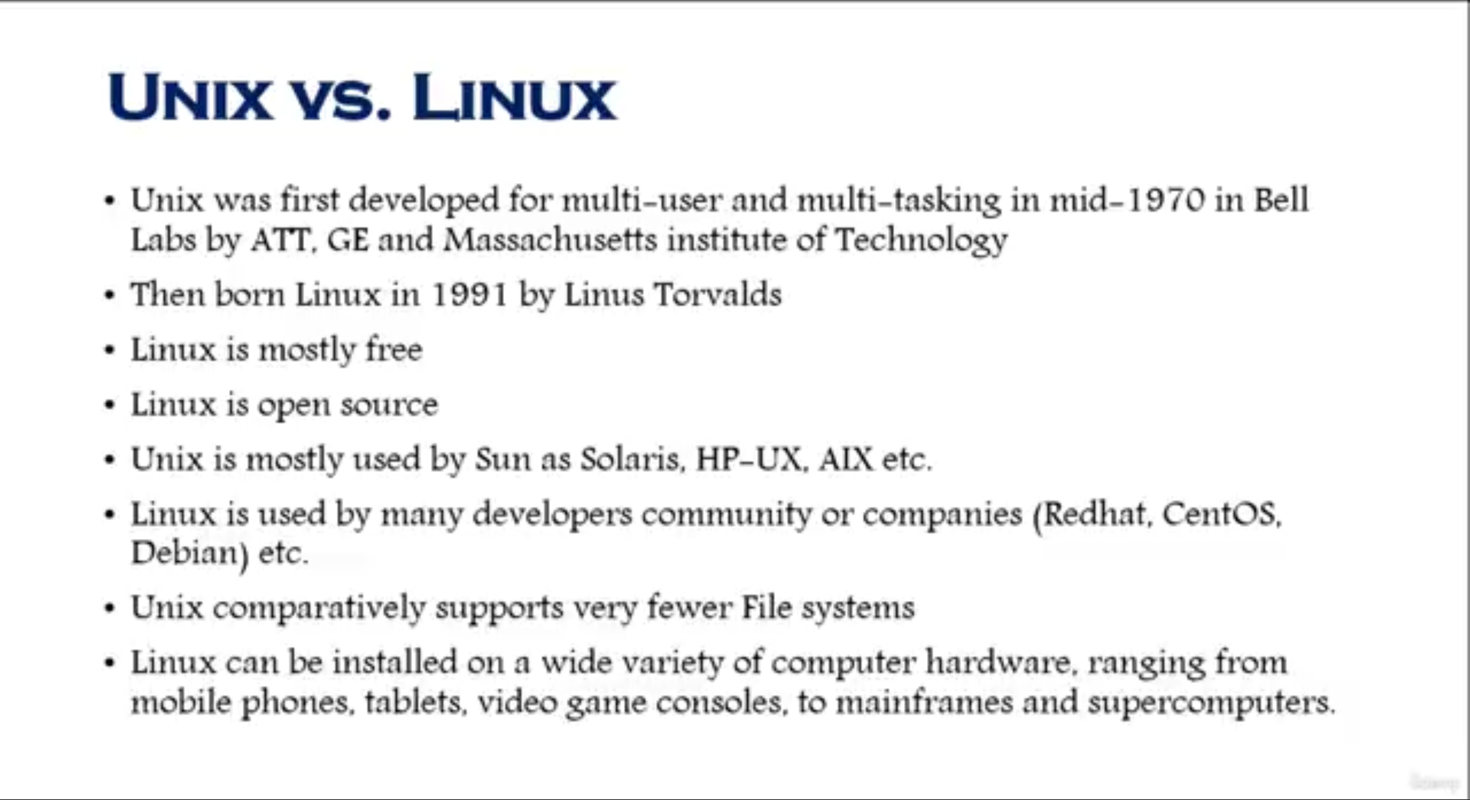 UNIX VS. LINUX
• Unix was first developed for multi-user and multi-tasking in mid-1970 in Bell
Labs by ATT, GE and Massachusetts institute of Technology
• Then born Linux in 1991 by Linus Torvalds
• Linux is mostly free
• Linux is open source
• Unix is mostly used by Sun as Solaris, HP-UX, AIX etc.
• Linux is used by many developers community or companies (Redhat, CentOS,
Debian) etc.
• Unix comparatively supports very fewer File systems
• Linux can be installed on a wide variety of computer hardware, ranging from
mobile phones, tablets, video game consoles, to mainframes and supercomputers.